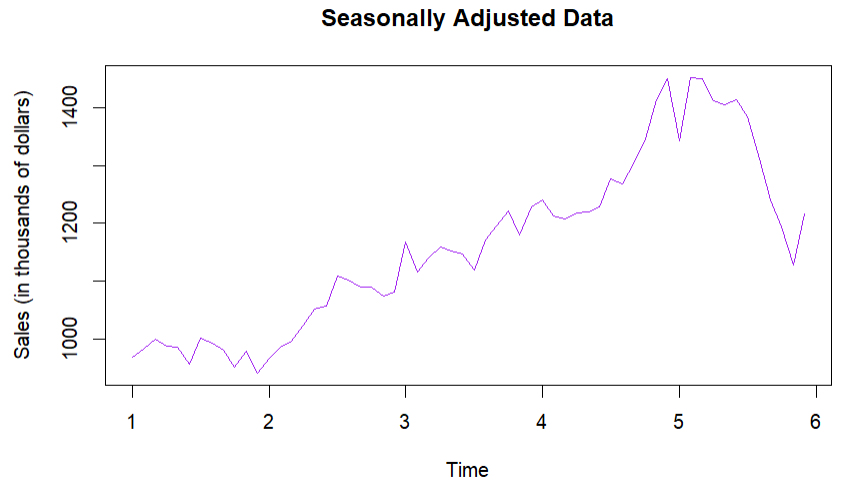 Seasonally Adjusted Data
Sales (in thousands of dollars)
1400
1200
1000
1 2 3 4 5 6
Time